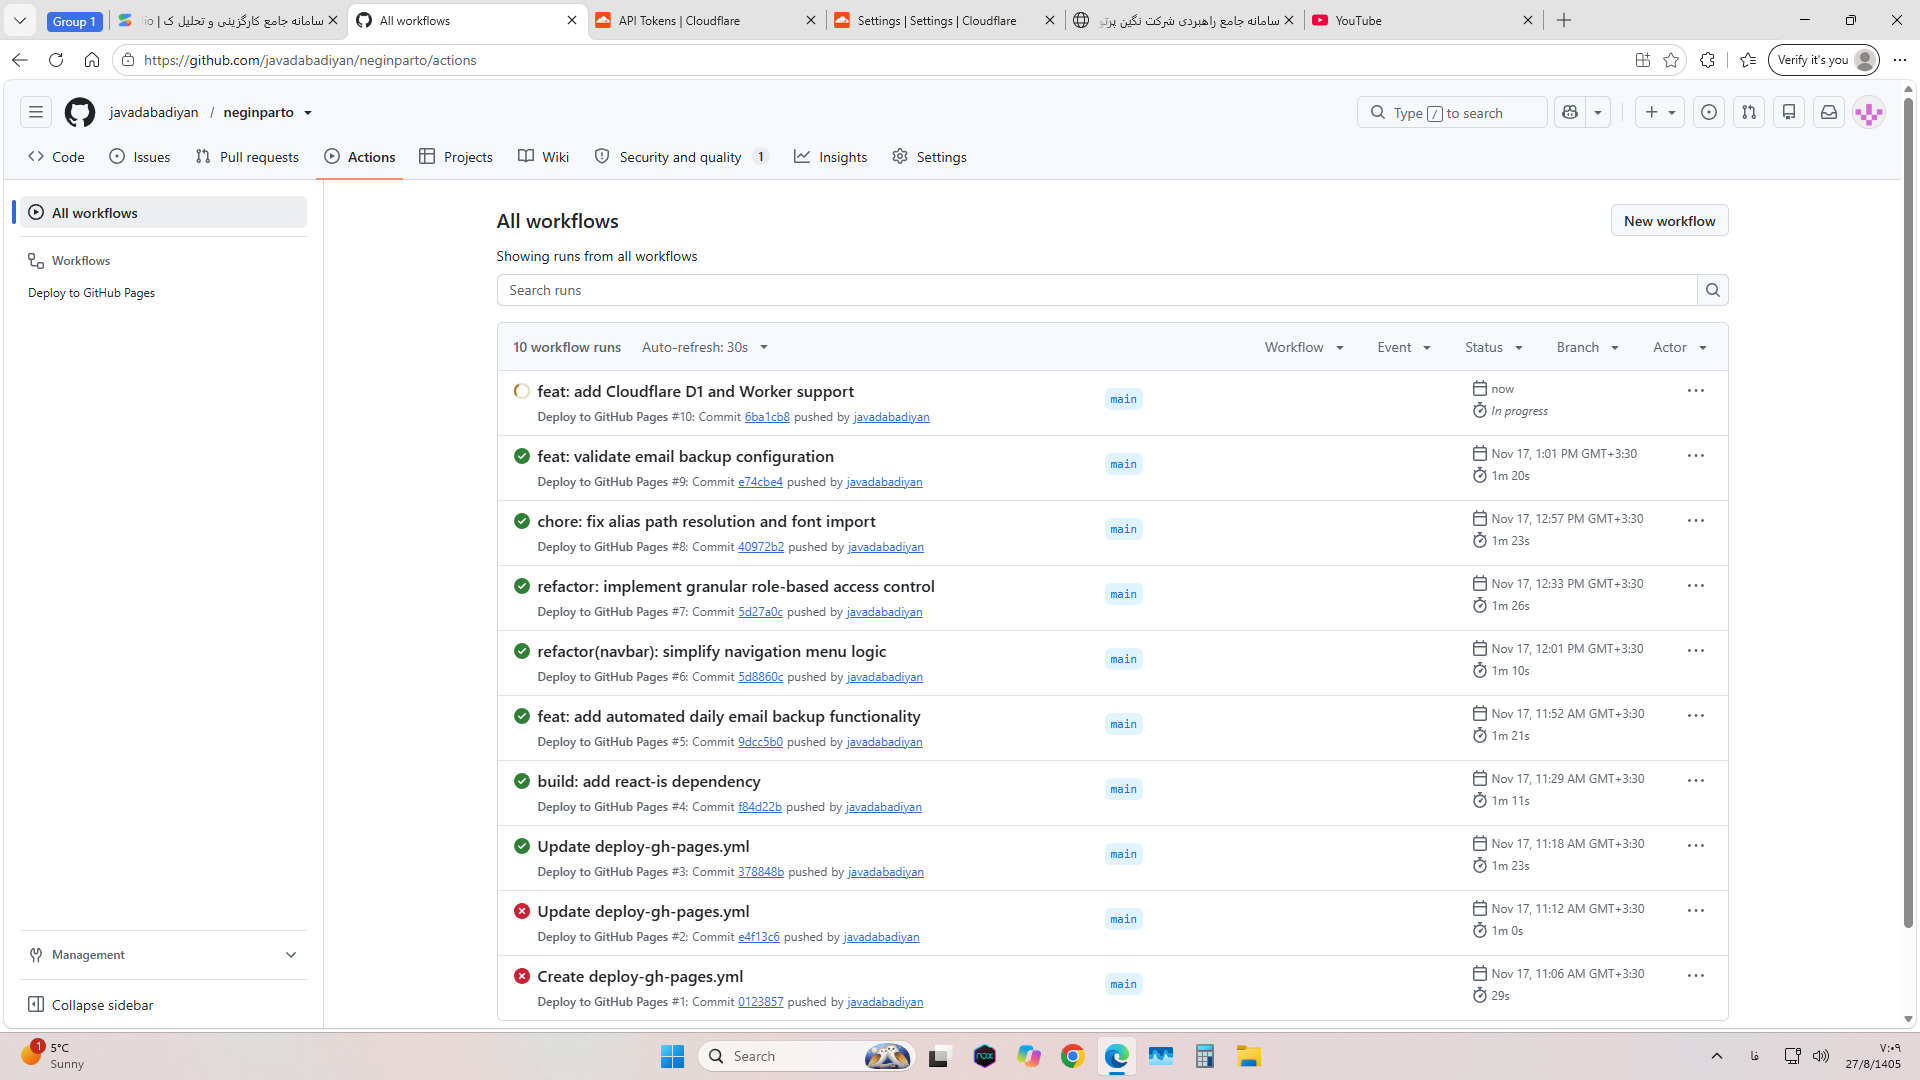 Group 1
سامانه جامع کارگزینی و تحلیل ک | lio
All workflows
API Tokens | Cloudflare
Settings | Settings | Cloudflare
سامانه جامع راهبردی شرکت نگین پرتو
YouTube
https://github.com/javadabadiyan/neginparto/actions
Verify it's you
javadabadiyan / neginparto
Type / to search
Code
Issues
Pull requests
Actions
Projects
Wiki
Security and quality 1
Insights
Settings
All workflows
Workflows
Deploy to GitHub Pages
Management
Collapse sidebar
All workflows
New workflow
Showing runs from all workflows
Search runs
10 workflow runs Auto-refresh: 30s Workflow Event Status Branch Actor
feat: add Cloudflare D1 and Worker support
Deploy to GitHub Pages #10: Commit 6ba1cb8 pushed by javadabadiyan
main
now
In progress
feat: validate email backup configuration
Deploy to GitHub Pages #9: Commit e74cbe4 pushed by javadabadiyan
main
Nov 17, 1:01 PM GMT+3:30
1m 20s
chore: fix alias path resolution and font import
Deploy to GitHub Pages #8: Commit 40972b2 pushed by javadabadiyan
main
Nov 17, 12:57 PM GMT+3:30
1m 23s
refactor: implement granular role-based access control
Deploy to GitHub Pages #7: Commit 5d27a0c pushed by javadabadiyan
main
Nov 17, 12:33 PM GMT+3:30
1m 26s
refactor(navbar): simplify navigation menu logic
Deploy to GitHub Pages #6: Commit 5d8860c pushed by javadabadiyan
main
Nov 17, 12:01 PM GMT+3:30
1m 10s
feat: add automated daily email backup functionality
Deploy to GitHub Pages #5: Commit 9dcc5b0 pushed by javadabadiyan
main
Nov 17, 11:52 AM GMT+3:30
1m 21s
build: add react-is dependency
Deploy to GitHub Pages #4: Commit f84d22b pushed by javadabadiyan
main
Nov 17, 11:29 AM GMT+3:30
1m 11s
Update deploy-gh-pages.yml
Deploy to GitHub Pages #3: Commit 378848b pushed by javadabadiyan
main
Nov 17, 11:18 AM GMT+3:30
1m 23s
Update deploy-gh-pages.yml
Deploy to GitHub Pages #2: Commit e4f13c6 pushed by javadabadiyan
main
Nov 17, 11:12 AM GMT+3:30
1m 0s
Create deploy-gh-pages.yml
Deploy to GitHub Pages #1: Commit 0123857 pushed by javadabadiyan
main
Nov 17, 11:06 AM GMT+3:30
29s
1
5°C
Sunny
Search
nox
فا
۷:۰۹
27/8/1405